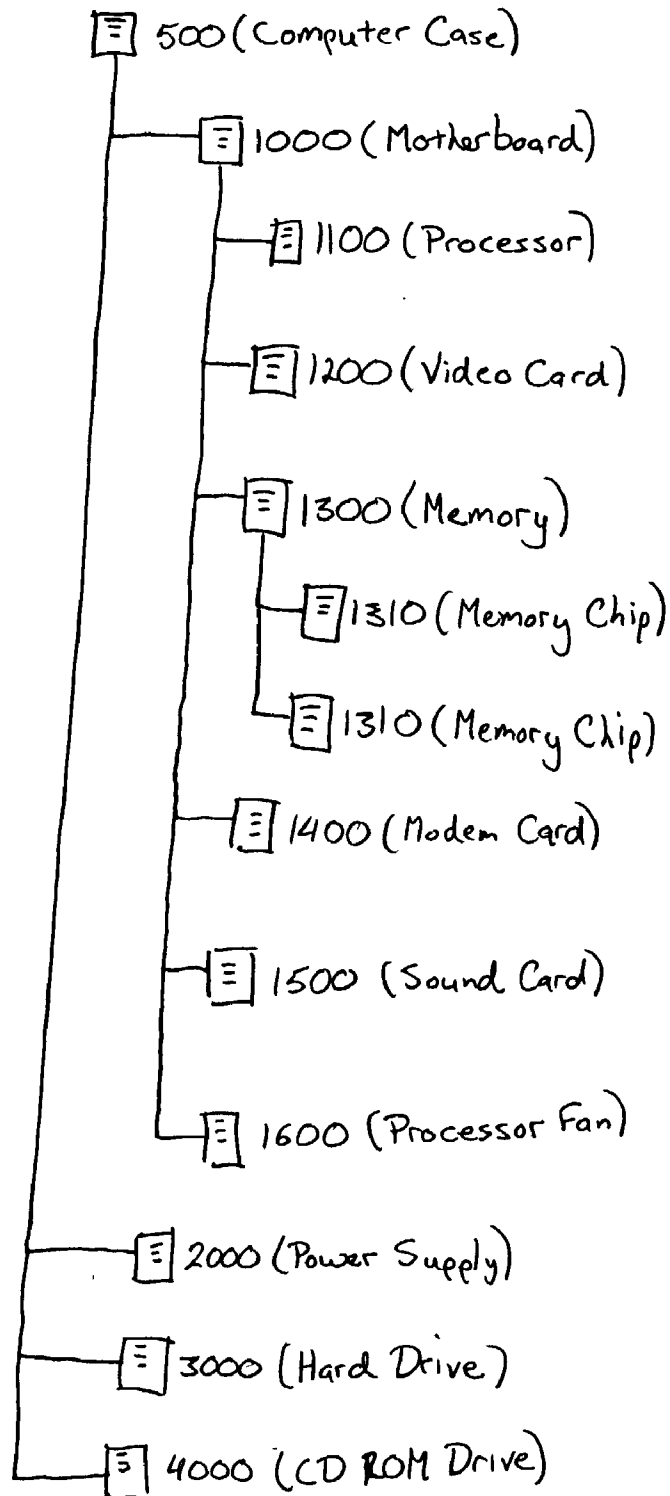 500 (Computer Case)
1000 (Motherboard)
1100 (Processor)
1200 (Video Card)
1300 (Memory)
1310 (Memory Chip)
1310 (Memory Chip)
1400 (Modem Card)
1500 (Sound Card)
1600 (Processor Fan)
2000 (Power Supply)
3000 (Hard Drive)
4000 (CD ROM Drive)